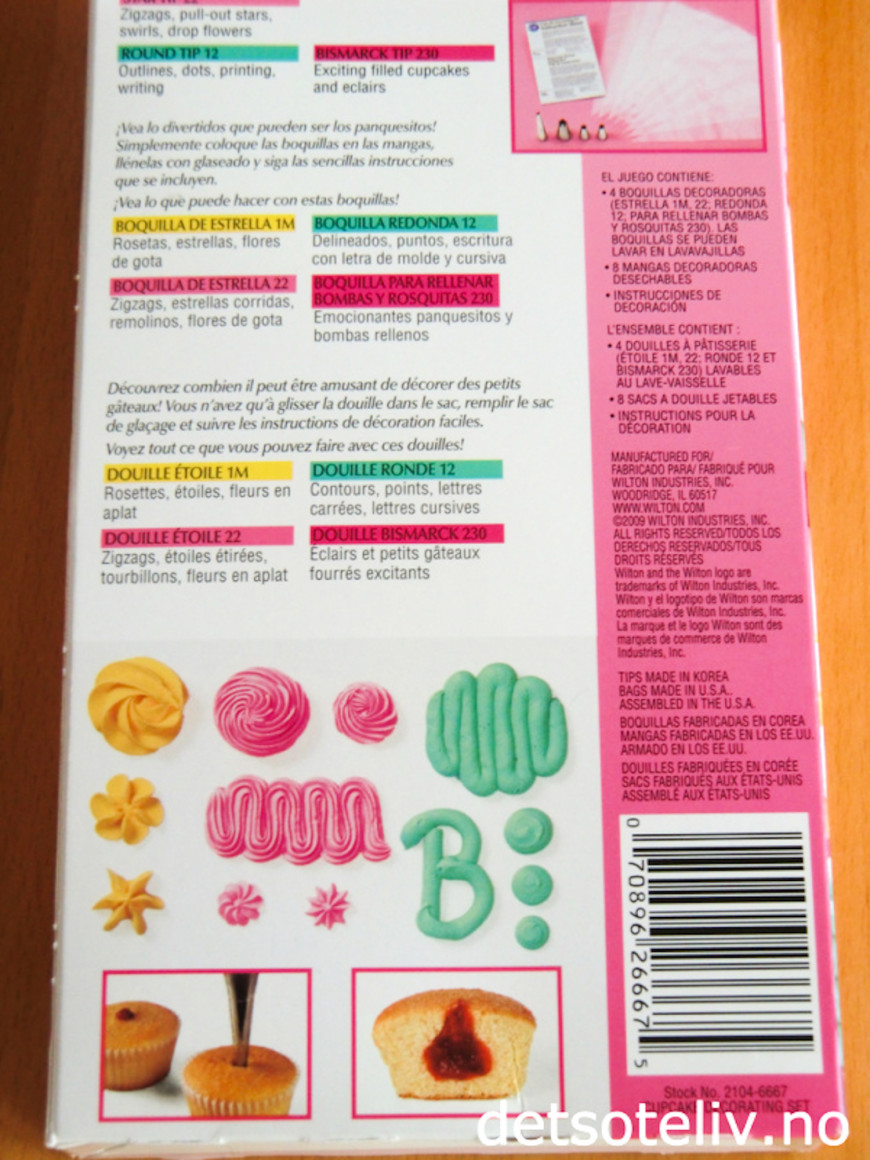 STAR TIP 22
Zigzags, pull-out stars,
swirls, drop flowers
ROUND TIP 12
Outlines, dots, printing,
writing
BISMARCK TIP 230
Exciting filled cupcakes
and eclairs
¡Vea lo divertidos que pueden ser los panquesitos!
Simplemente coloque las boquillas en las mangas,
llénelas con glaseado y siga las sencillas instrucciones
que se incluyen.
¡Vea lo que puede hacer con estas boquillas!
BOQUILLA DE ESTRELLA 1M
Rosetas, estrellas, flores
de gota
BOQUILLA REDONDA 12
Delineados, puntos, escritura
con letra de molde y cursiva
BOQUILLA DE ESTRELLA 22
Zigzags, estrellas corridas,
remolinos, flores de gota
BOQUILLA PARA RELLENAR
BOMBAS Y ROSQUITAS 230
Emocionantes panquesitos y
bombas rellenos
Découvrez combien il peut être amusant de décorer des petits
gâteaux! Vous n'avez qu'à glisser la douille dans le sac, remplir le sac
de glaçage et suivre les instructions de décoration faciles.
Voyez tout ce que vous pouvez faire avec ces douilles!
DOUILLE ÉTOILE 1M
Rosettes, étoiles, fleurs en
aplat
DOUILLE RONDE 12
Contours, points, lettres
carrées, lettres cursives
DOUILLE ÉTOILE 22
Zigzags, étoiles étirées,
tourbillons, fleurs en aplat
DOUILLE BISMARCK 230
Éclairs et petits gâteaux
fourrés excitants
B
EL JUEGO CONTIENE:
• 4 BOQUILLAS DECORADORAS
(ESTRELLA 1M, 22; REDONDA
12; PARA RELLENAR BOMBAS
Y ROSQUITAS 230). LAS
BOQUILLAS SE PUEDEN
LAVAR EN LAVAVAJILLAS
• 8 MANGAS DECORADORAS
DESECHABLES
• INSTRUCCIONES DE
DECORACIÓN
L'ENSEMBLE CONTIENT :
• 4 DOUILLES À PÂTISSERIE
(ÉTOILE 1M, 22; RONDE 12 ET
BISMARCK 230) LAVABLES
AU LAVE-VAISSELLE
• 8 SACS A DOUILLE JETABLES
• INSTRUCTIONS POUR LA
DÉCORATION
MANUFACTURED FOR/
FABRICADO PARA/ FABRIQUÉ POUR
WILTON INDUSTRIES, INC.
WOODRIDGE, IL 60517
WWW.WILTON.COM
©2009 WILTON INDUSTRIES, INC.
ALL RIGHTS RESERVED/TODOS LOS
DERECHOS RESERVADOS/TOUS
DROITS RÉSERVÉS
Wilton and the Wilton logo are
trademarks of Wilton Industries, Inc.
Wilton y el logotipo de Wilton son marcas
comerciales de Wilton Industries, Inc.
La marque et le logo Wilton sont des
marques de commerce de Wilton
Industries, Inc.
TIPS MADE IN KOREA
BAGS MADE IN U.S.A.
ASSEMBLED IN THE U.S.A.
BOQUILLAS FABRICADAS EN COREA
MANGAS FABRICADAS EN LOS EE.UU.
ARMADO EN LOS EE.UU.
DOUILLES FABRIQUÉES EN CORÉE
SACS FABRIQUÉS AUX ÉTATS-UNIS
ASSEMBLÉ AUX ÉTATS-UNIS
0 70896 26667 5
Stock No. 2104-6667
CUPCAKE DECORATING SET
detsoteliv.no